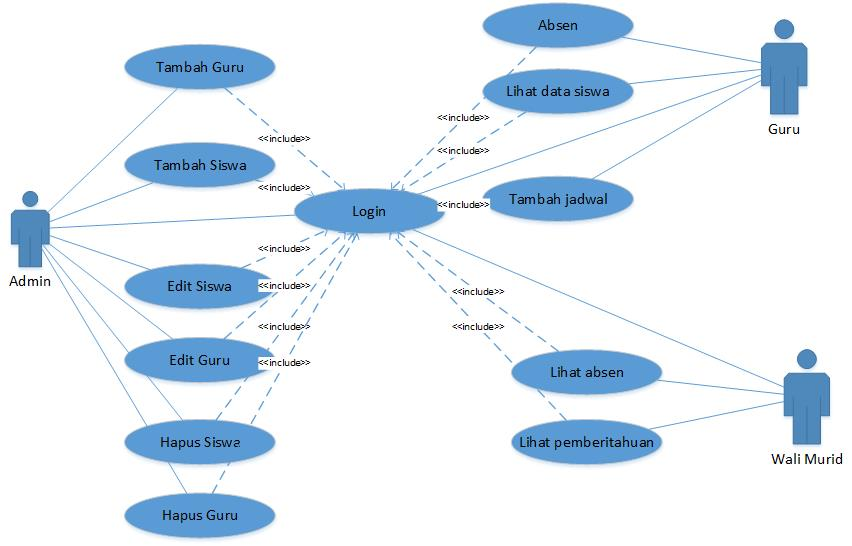 Absen
Tambah Guru
Lihat data siswa
<<include>>
Guru
<<include>>
<<include>>
Tambah Siswa
<<include>>
Tambah jadwal
<<include>>
Login
<<include>>
Admin
Edit Siswa
<<include>>
<<include>>
<<include>>
<<include>>
Edit Guru
<<include>>
Lihat absen
Hapus Siswa
Lihat pemberitahuan
Wali Murid
Hapus Guru